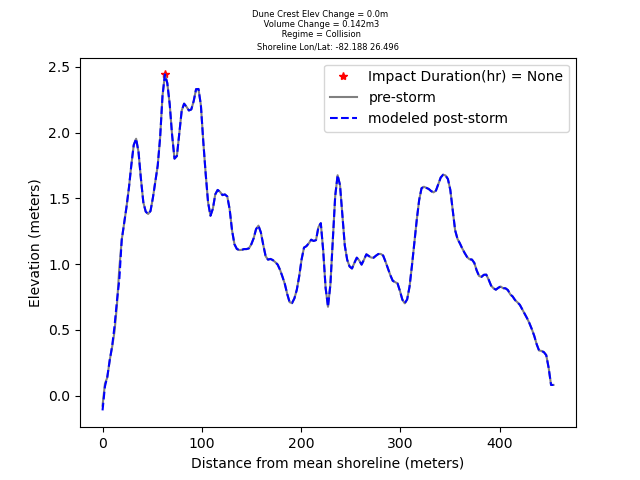 Dune Crest Elev Change = 0.0m
Volume Change = 0.142m3
Regime = Collision
Shoreline Lon/Lat: -82.188 26.496
Impact Duration(hr) = None
pre-storm
modeled post-storm
2.5
2.0
1.5
1.0
0.5
0.0
Elevation (meters)
0 100 200 300 400
Distance from mean shoreline (meters)